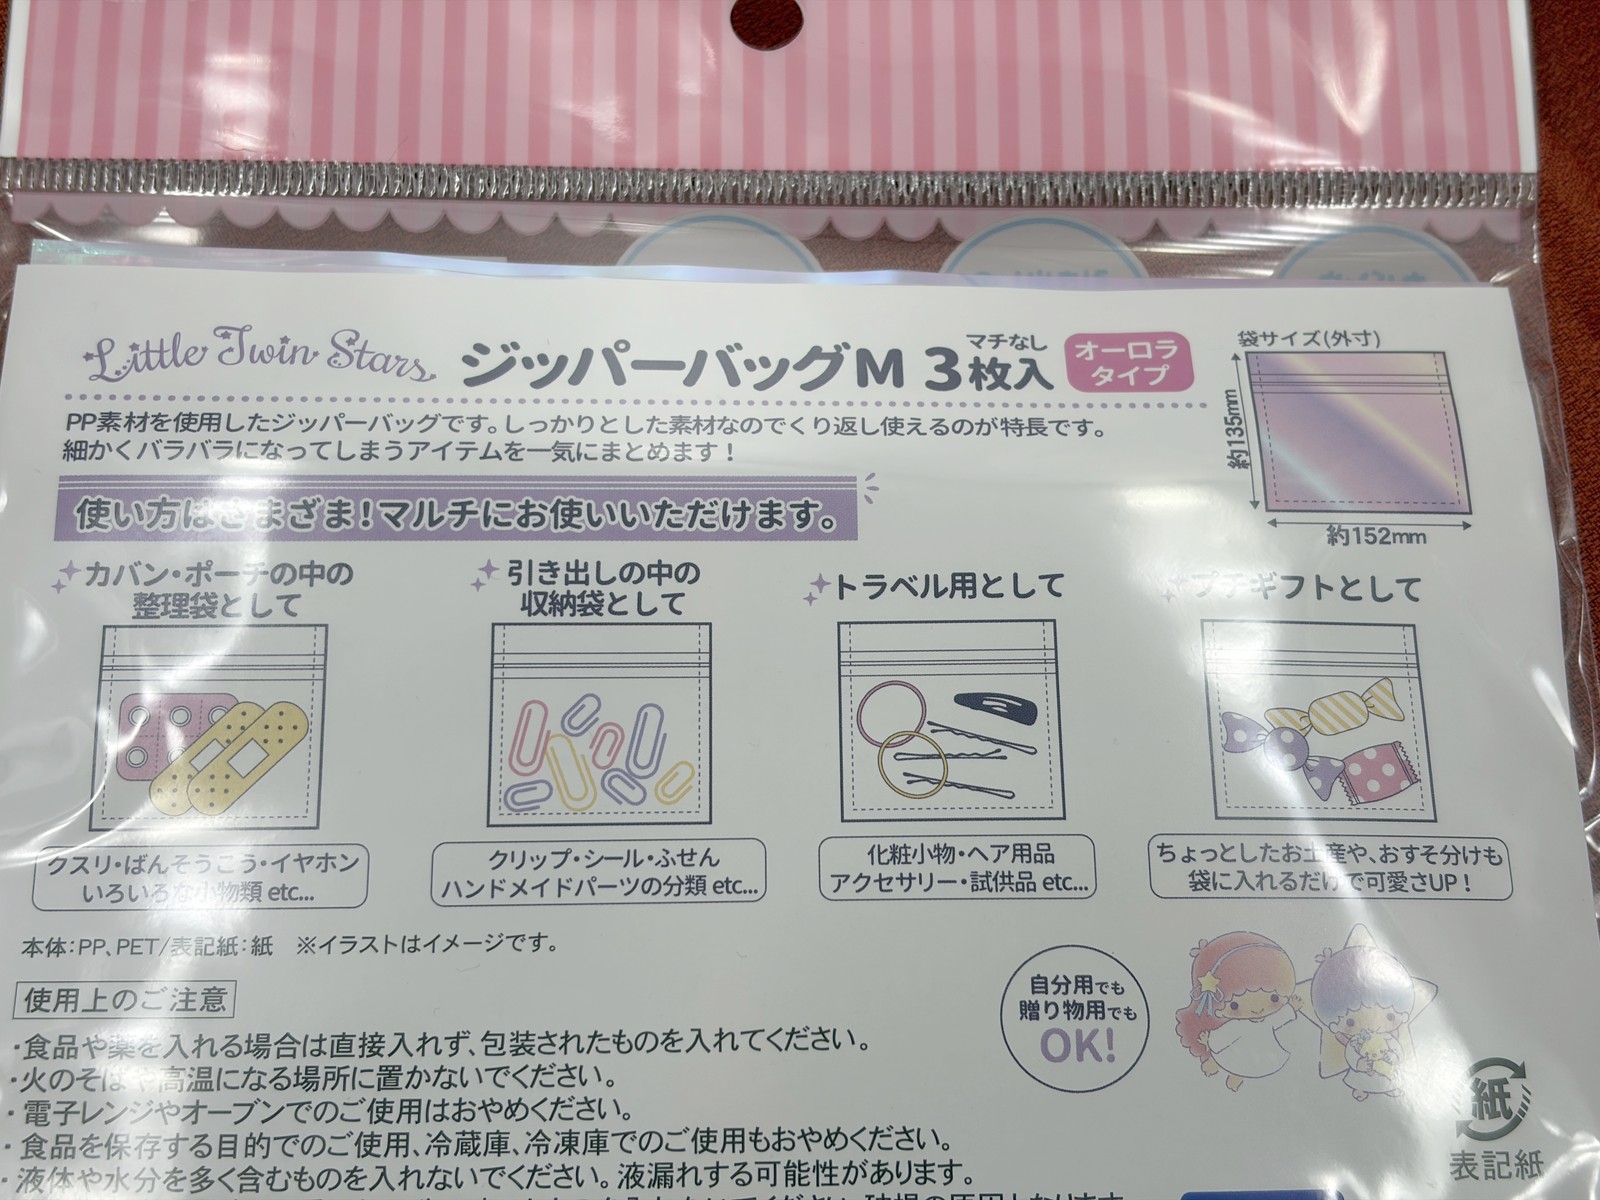 Little Twin Stars ジッパーバッグM 3枚入 マチなし オーロラタイプ
袋サイズ(外寸)
約135mm
約152mm
PP素材を使用したジッパーバッグです。しっかりとした素材なのでくり返し使えるのが特長です。
細かくバラバラになってしまうアイテムを一気にまとめます！
使い方はさまざま！マルチにお使いいただけます。
カバン・ポーチの中の
整理袋として
引き出しの中の
収納袋として
トラベル用として
プチギフトとして
クスリ・ばんそうこう・イヤホン
いろいろな小物類 etc...
クリップ・シール・ふせん
ハンドメイドパーツの分類 etc...
化粧小物・ヘア用品
アクセサリー・試供品 etc...
ちょっとしたお土産や、おすそ分けも
袋に入れるだけで可愛さUP！
本体：PP、PET/表記紙：紙　※イラストはイメージです。
自分用でも
贈り物用でも
OK!
使用上のご注意
・食品や薬を入れる場合は直接入れず、包装されたものを入れてください。
・火のそばや高温になる場所に置かないでください。
・電子レンジやオーブンでのご使用はおやめください。
・食品を保存する目的でのご使用、冷蔵庫、冷凍庫でのご使用もおやめください。
・液体や水分を多く含むものを入れないでください。液漏れする可能性があります。
紙
表記紙